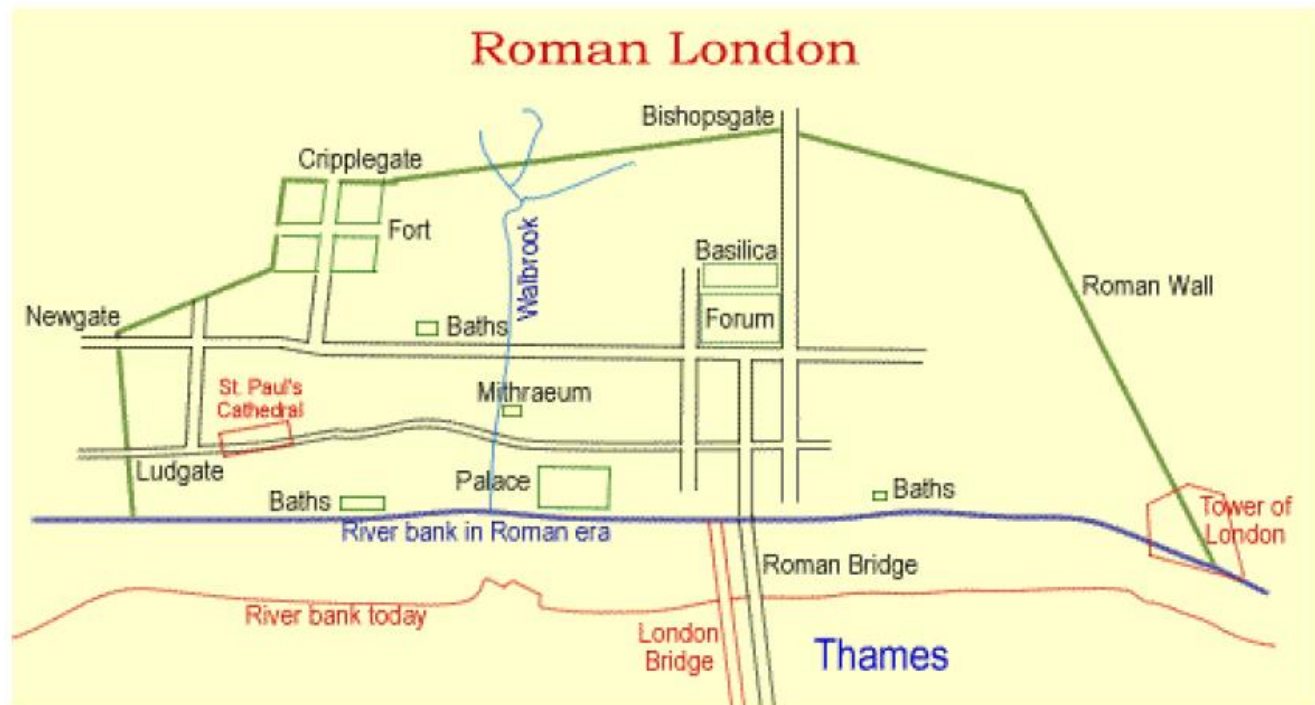 Roman London
Bishopsgate
Cripplegate
Fort
Walbrook
Basilica
Roman Wall
Newgate
Baths
Forum
St. Paul's
Cathedral
Mithraeum
Ludgate
Baths
Palace
Baths
Tower of
London
River bank in Roman era
Roman Bridge
River bank today
London
Bridge
Thames